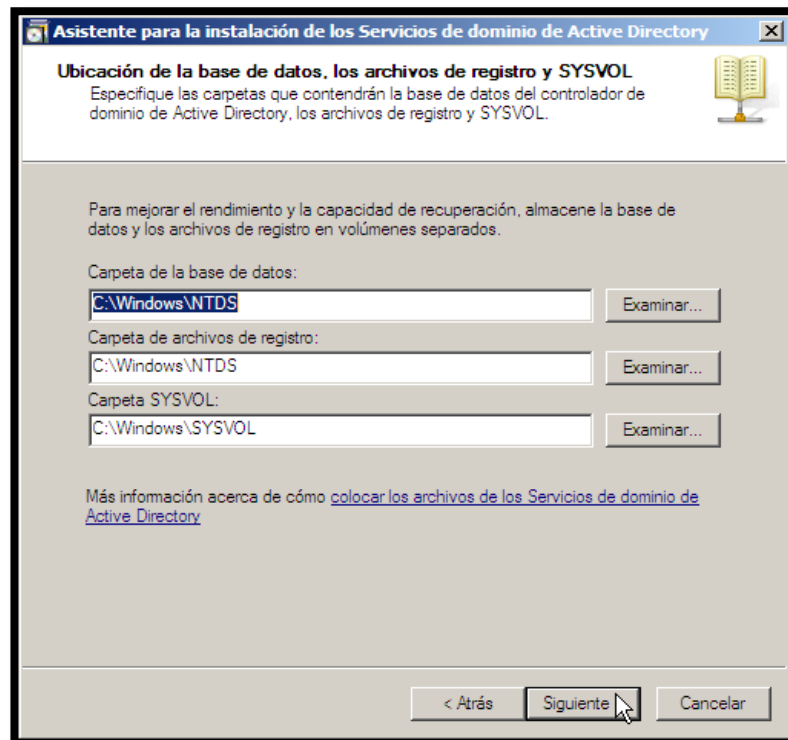 Asistente para la instalación de los Servicios de dominio de Active Directory
Ubicación de la base de datos, los archivos de registro y SYSVOL
Especifique las carpetas que contendrán la base de datos del controlador de
dominio de Active Directory, los archivos de registro y SYSVOL.
Para mejorar el rendimiento y la capacidad de recuperación, almacene la base de
datos y los archivos de registro en volúmenes separados.
Carpeta de la base de datos:
C:\Windows\NTDS
Examinar...
Carpeta de archivos de registro:
C:\Windows\NTDS
Examinar...
Carpeta SYSVOL:
C:\Windows\SYSVOL
Examinar...
Más información acerca de cómo colocar los archivos de los Servicios de dominio de
Active Directory
< Atrás
Siguiente
Cancelar